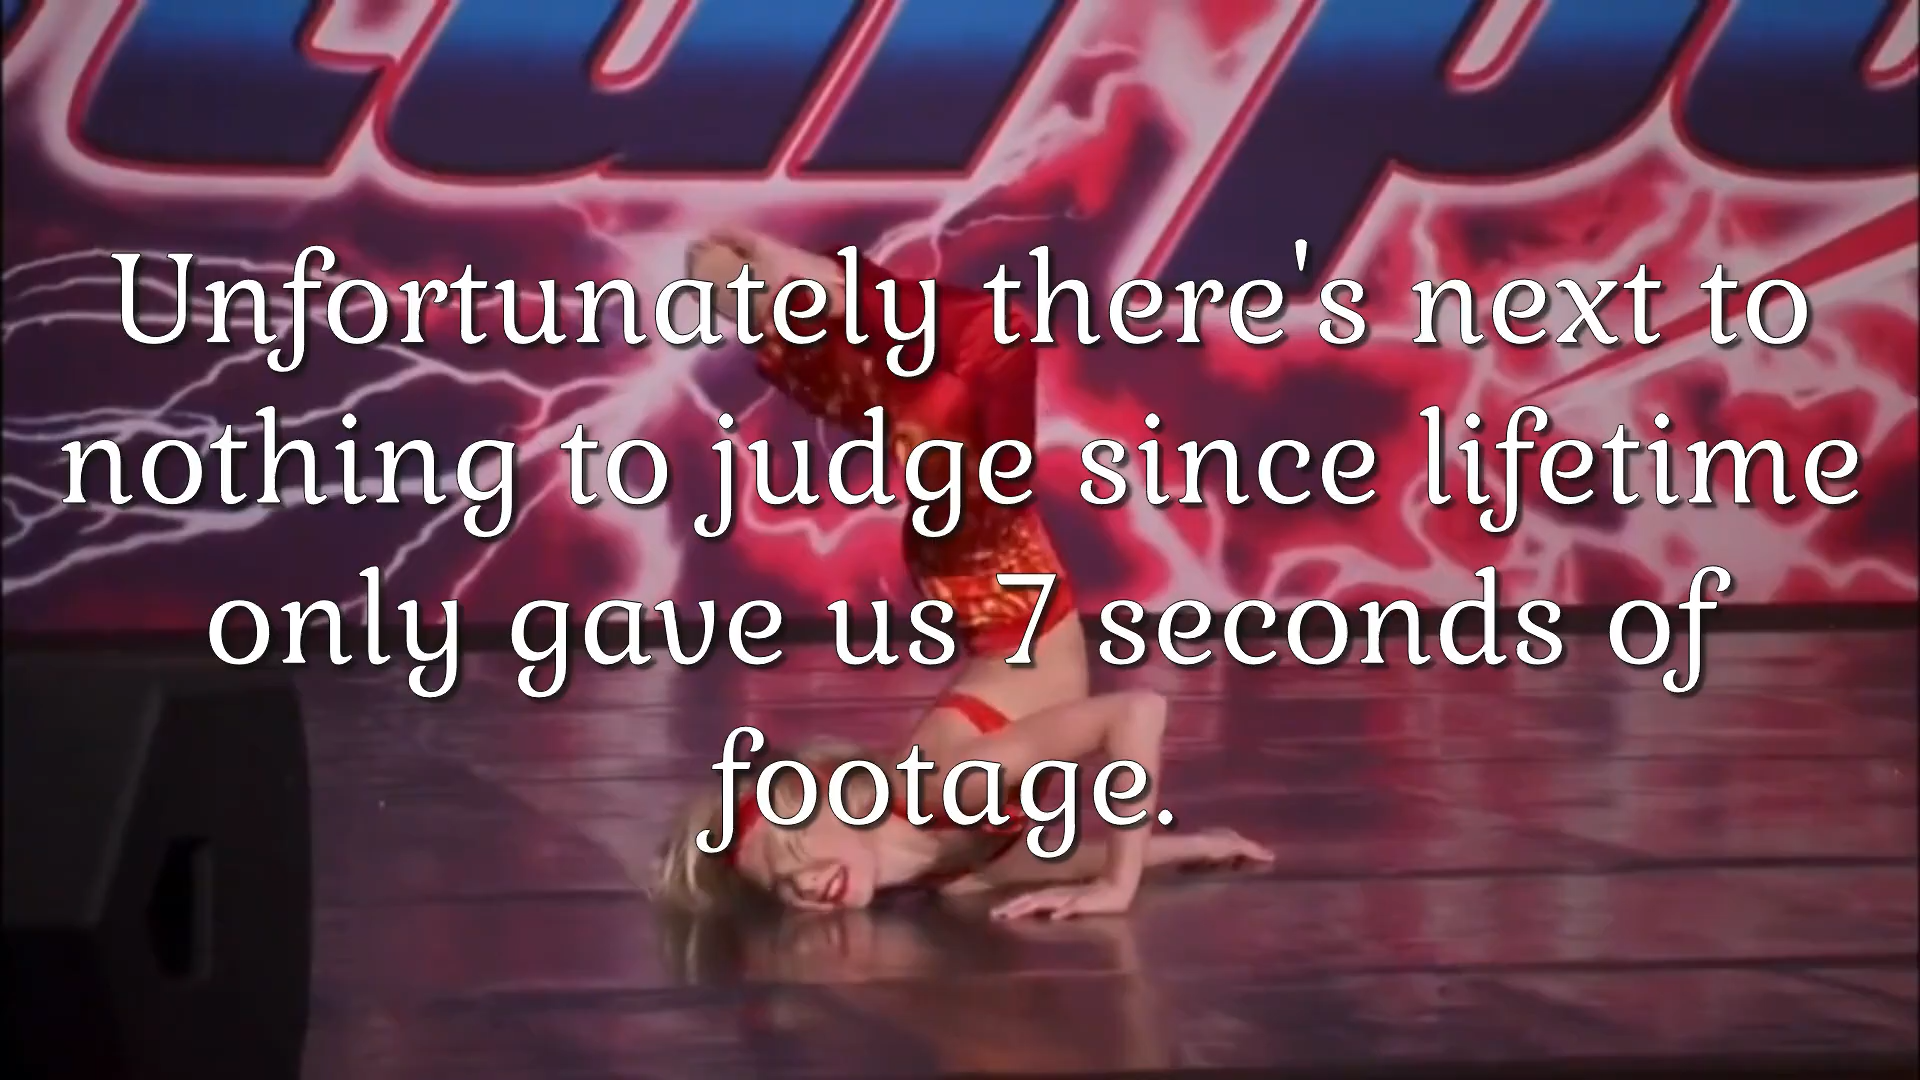 Unfortunately there's next to
nothing to judge since lifetime
only gave us 7 seconds of
footage.